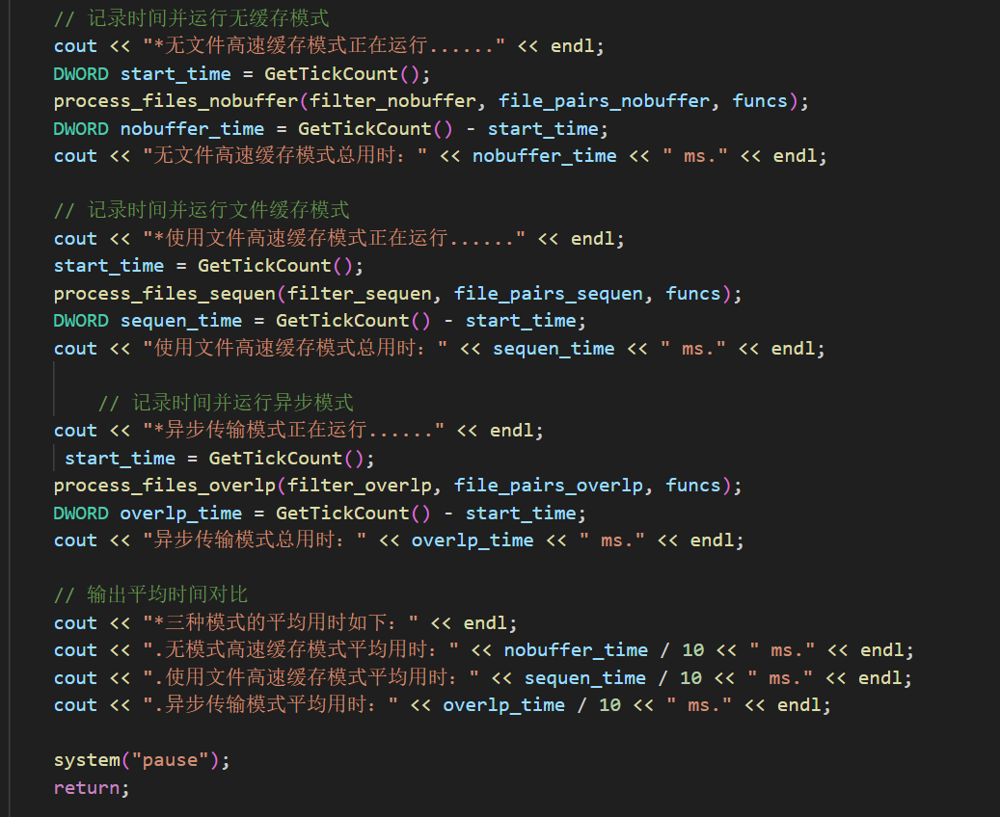 // 记录时间并运行无缓存模式
cout << "*无文件高速缓存模式正在运行......" << endl;
DWORD start_time = GetTickCount();
process_files_nobuffer(filter_nobuffer, file_pairs_nobuffer, funcs);
DWORD nobuffer_time = GetTickCount() - start_time;
cout << "无文件高速缓存模式总用时：" << nobuffer_time << " ms." << endl;
// 记录时间并运行文件缓存模式
cout << "*使用文件高速缓存模式正在运行......" << endl;
start_time = GetTickCount();
process_files_sequen(filter_sequen, file_pairs_sequen, funcs);
DWORD sequen_time = GetTickCount() - start_time;
cout << "使用文件高速缓存模式总用时：" << sequen_time << " ms." << endl;
// 记录时间并运行异步模式
cout << "*异步传输模式正在运行......" << endl;
start_time = GetTickCount();
process_files_overlp(filter_overlp, file_pairs_overlp, funcs);
DWORD overlp_time = GetTickCount() - start_time;
cout << "异步传输模式总用时：" << overlp_time << " ms." << endl;
// 输出平均时间对比
cout << "*三种模式的平均用时如下：" << endl;
cout << ".无模式高速缓存模式平均用时：" << nobuffer_time / 10 << " ms." << endl;
cout << ".使用文件高速缓存模式平均用时：" << sequen_time / 10 << " ms." << endl;
cout << ".异步传输模式平均用时：" << overlp_time / 10 << " ms." << endl;
system("pause");
return;